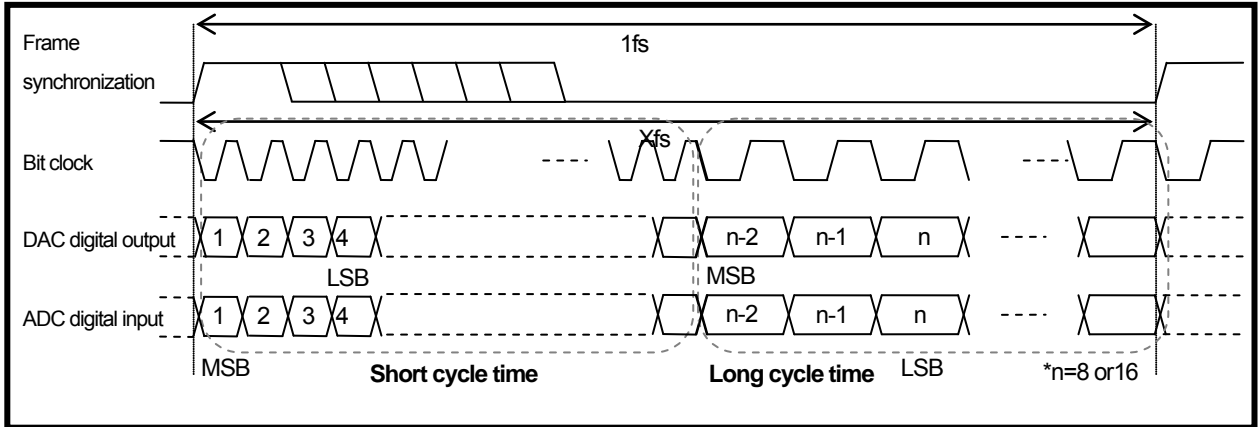 Frame
synchronization
1fs
Xfs
Bit clock
DAC digital output
1 2 3 4
n-2 n-1 n
LSB
MSB
ADC digital input
1 2 3 4
n-2 n-1 n
MSB
Short cycle time
Long cycle time
LSB
*n=8 or16